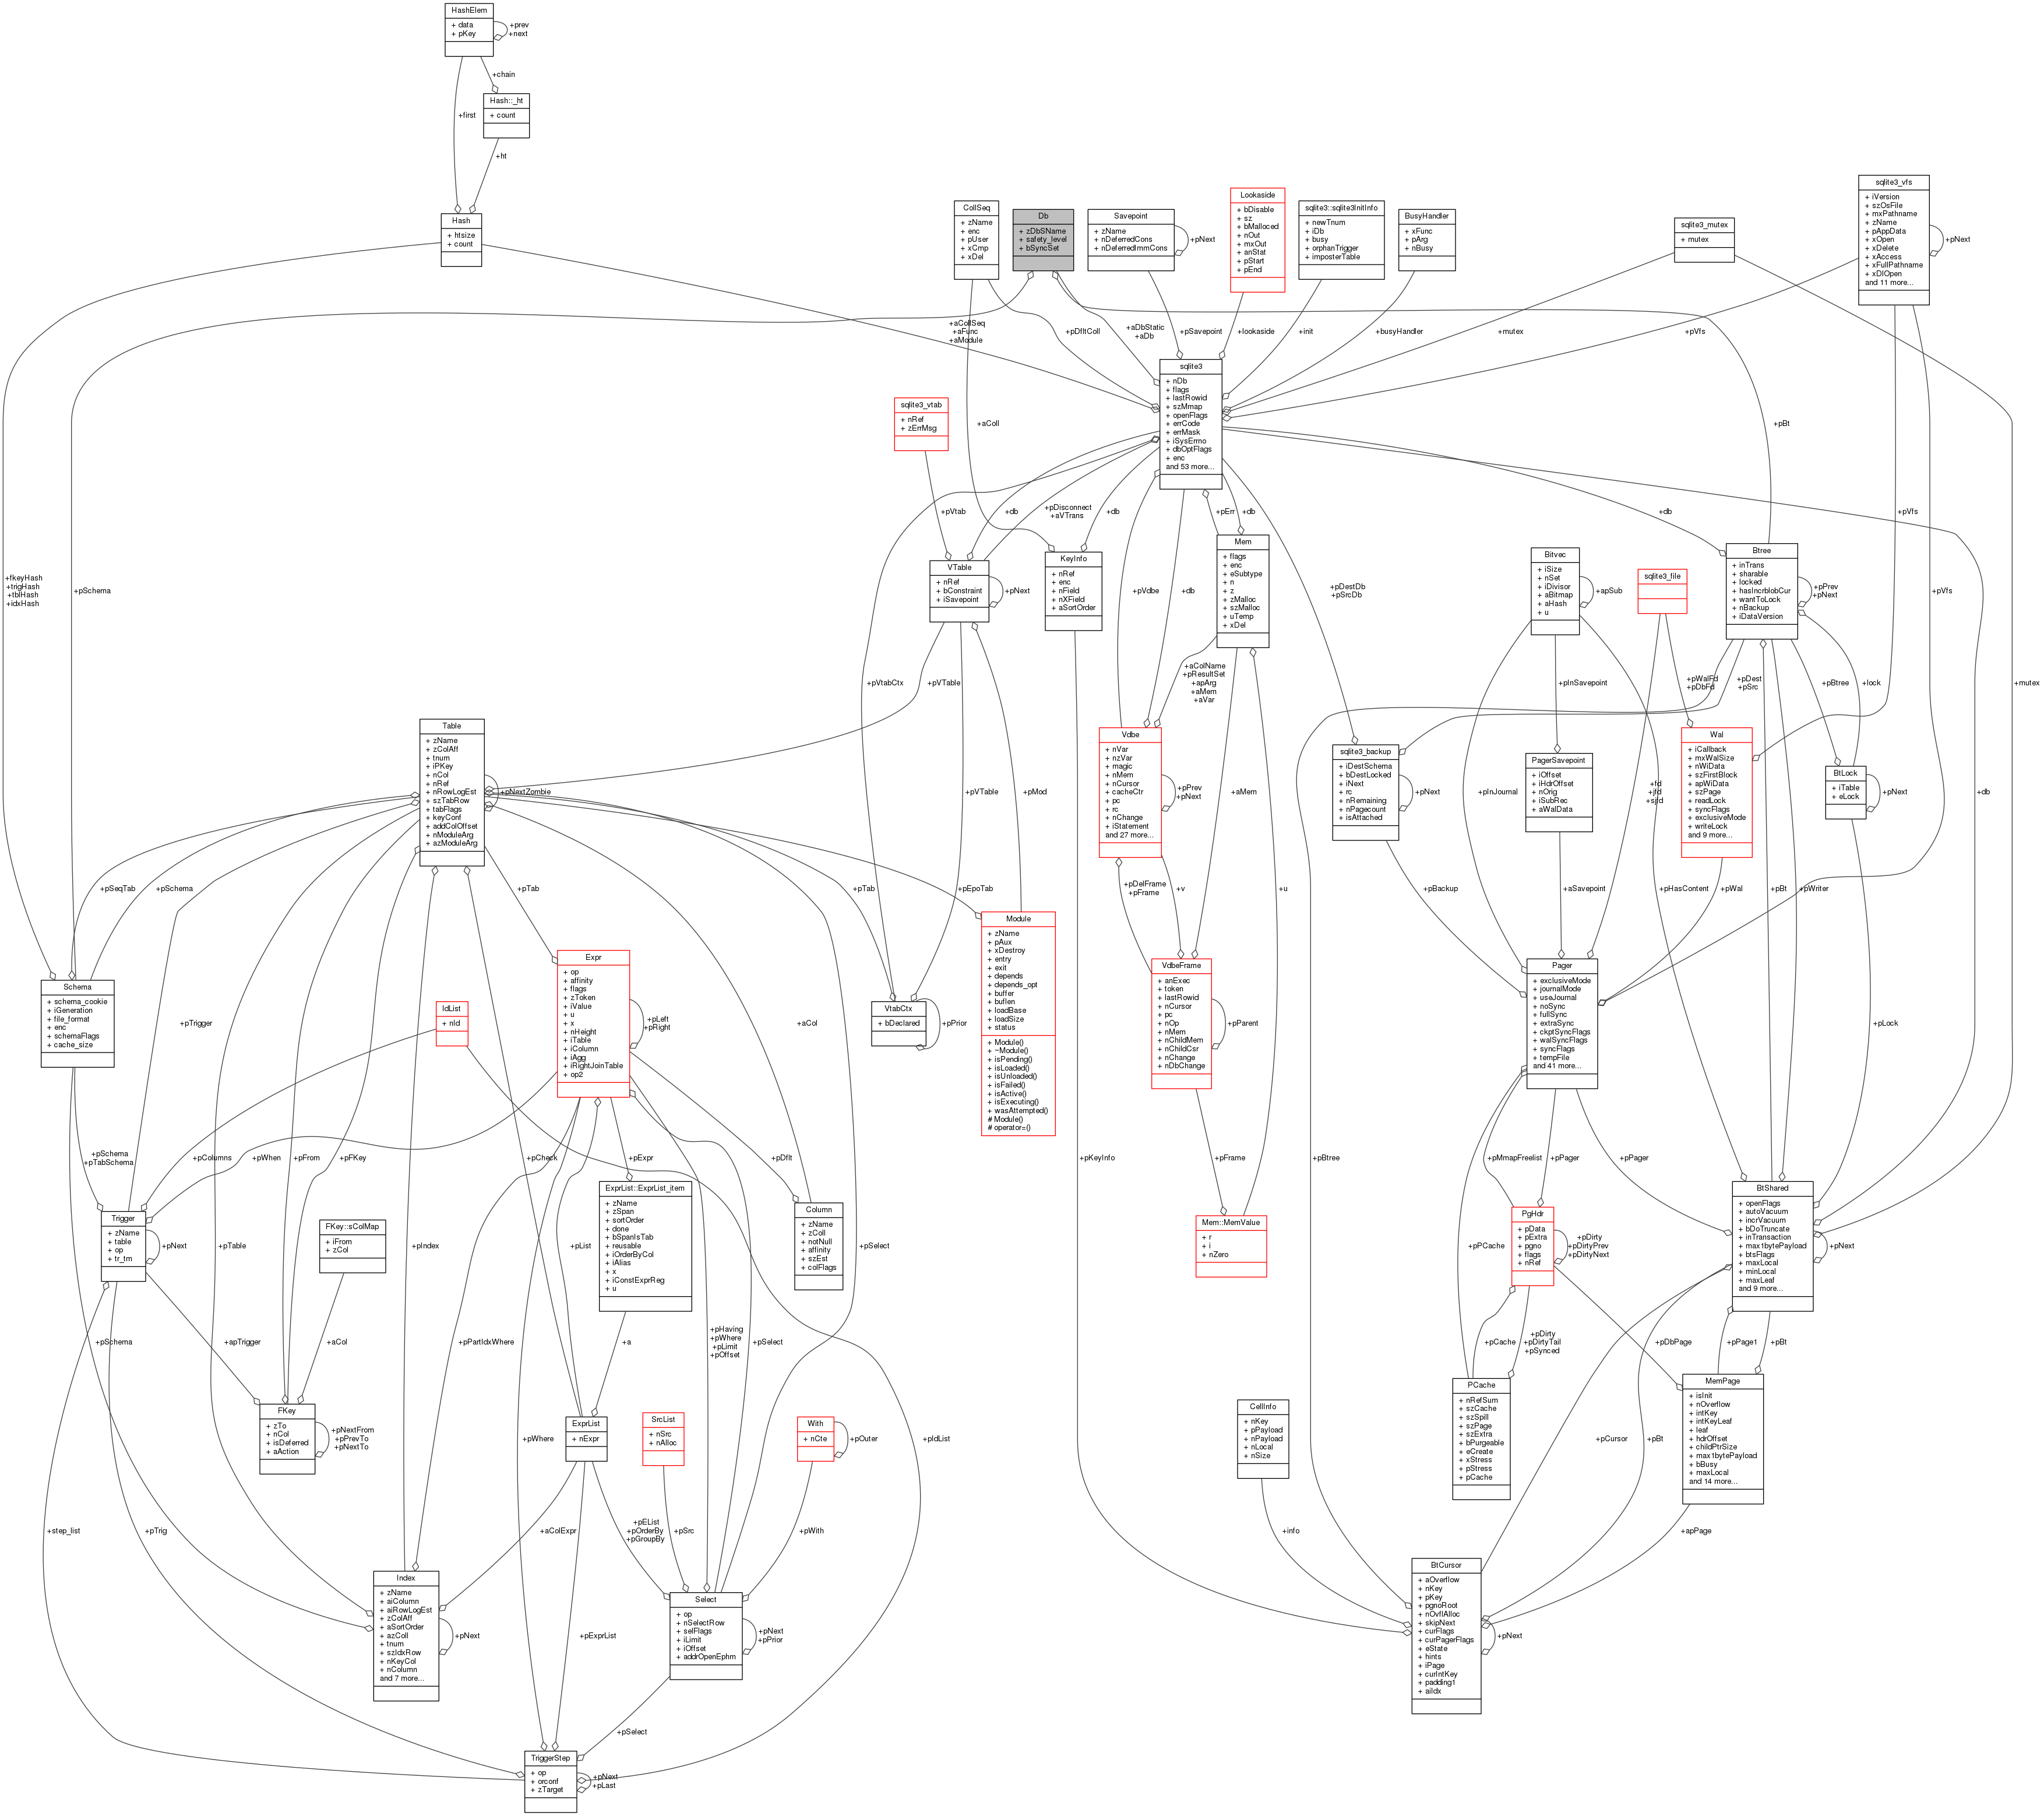 HashElem
+ data
+ pKey
+prev
+next
+chain
Hash::_ht
+ count
+first
+ht
Hash
+ htsize
+ count
CollSeq
+ zName
+ enc
+ pUser
+ xCmp
+ xDel
Db
+ zDbSName
+ safety_level
+ bSyncSet
Savepoint
+ zName
+ nDeferredCons
+ nDeferredImmCons
+pNext
Lookaside
+ bDisable
+ sz
+ bMalloced
+ nOut
+ mxOut
+ anStat
+ pStart
+ pEnd
sqlite3::sqlite3InitInfo
+ newTnum
+ iDb
+ busy
+ orphanTrigger
+ imposterTable
BusyHandler
+ xFunc
+ pArg
+ nBusy
sqlite3_mutex
+ mutex
sqlite3_vfs
+ iVersion
+ szOsFile
+ mxPathname
+ zName
+ pAppData
+ xOpen
+ xDelete
+ xAccess
+ xFullPathname
+ xDlOpen
and 11 more...
+pNext
+aCollSeq
+aFunc
+aModule
+pDfltColl
+aDbStatic
+aDb
+pSavepoint
+lookaside
+init
+busyHandler
+mutex
+pVfs
sqlite3
+ nDb
+ flags
+ lastRowid
+ szMmap
+ openFlags
+ errCode
+ errMask
+ iSysErrno
+ dbOptFlags
+ enc
and 53 more...
sqlite3_vtab
+ nRef
+ zErrMsg
+aColl
+pBt
+pVtab
+db
+pDisconnect
+aVTrans
+db
+pErr
+db
+db
+pVfs
+fkeyHash
+trigHash
+tblHash
+idxHash
+pSchema
VTable
+ nRef
+ bConstraint
+ iSavepoint
+pNext
KeyInfo
+ nRef
+ enc
+ nField
+ nXField
+ aSortOrder
+pVdbe
+db
Mem
+ flags
+ enc
+ eSubtype
+ n
+ z
+ zMalloc
+ szMalloc
+ uTemp
+ xDel
+pDestDb
+pSrcDb
Bitvec
+ iSize
+ nSet
+ iDivisor
+ aBitmap
+ aHash
+ u
+apSub
sqlite3_file
Btree
+ inTrans
+ sharable
+ locked
+ hasIncrblobCur
+ wantToLock
+ nBackup
+ iDataVersion
+pPrev
+pNext
+pVfs
+pVtabCtx
+pVTable
+aColName
+pResultSet
+apArg
+aMem
+aVar
+pInSavepoint
+pWalFd
+pDbFd
+pDest
+pSrc
+pBtree
+lock
+mutex
Table
+ zName
+ zColAff
+ tnum
+ iPKey
+ nCol
+ nRef
+ nRowLogEst
+ szTabRow
+ tabFlags
+ keyConf
+ addColOffset
+ nModuleArg
+ azModuleArg
+pNextZombie
+pVTable
+pMod
Vdbe
+ nVar
+ nzVar
+ magic
+ nMem
+ nCursor
+ cacheCtr
+ pc
+ rc
+ nChange
+ iStatement
and 27 more...
+pPrev
+pNext
+aMem
sqlite3_backup
+ iDestSchema
+ bDestLocked
+ iNext
+ rc
+ nRemaining
+ nPagecount
+ isAttached
+pNext
+pInJournal
PagerSavepoint
+ iOffset
+ iHdrOffset
+ nOrig
+ iSubRec
+ aWalData
+fd
+jfd
+sjfd
Wal
+ iCallback
+ mxWalSize
+ nWiData
+ szFirstBlock
+ apWiData
+ szPage
+ readLock
+ syncFlags
+ exclusiveMode
+ writeLock
and 9 more...
BtLock
+ iTable
+ eLock
+pNext
+db
+pSeqTab
+pSchema
+pTab
+pTab
+pEpoTab
+pDelFrame
+pFrame
+v
+u
+pBackup
+aSavepoint
+pHasContent
+pWal
+pBt
+pWriter
Schema
+ schema_cookie
+ iGeneration
+ file_format
+ enc
+ schemaFlags
+ cache_size
+pTrigger
IdList
+ nId
Expr
+ op
+ affinity
+ flags
+ zToken
+ iValue
+ u
+ x
+ nHeight
+ iTable
+ iColumn
+ iAgg
+ iRightJoinTable
+ op2
+pLeft
+pRight
+aCol
VtabCtx
+ bDeclared
+pPrior
Module
+ zName
+ pAux
+ xDestroy
+ entry
+ exit
+ depends
+ depends_opt
+ buffer
+ buflen
+ loadBase
+ loadSize
+ status
+ Module()
+ ~Module()
+ isPending()
+ isLoaded()
+ isUnloaded()
+ isFailed()
+ isActive()
+ isExecuting()
+ wasAttempted()
# Module()
# operator=()
VdbeFrame
+ anExec
+ token
+ lastRowid
+ nCursor
+ pc
+ nOp
+ nMem
+ nChildMem
+ nChildCsr
+ nChange
+ nDbChange
+pParent
Pager
+ exclusiveMode
+ journalMode
+ useJournal
+ noSync
+ fullSync
+ extraSync
+ ckptSyncFlags
+ walSyncFlags
+ syncFlags
+ tempFile
and 41 more...
+pLock
+pSchema
+pTabSchema
+pColumns
+pWhen
+pFrom
+pFKey
+pCheck
+pExpr
+pDflt
+pKeyInfo
+pFrame
+pBtree
+pMmapFreelist
+pPager
+pPager
Trigger
+ zName
+ table
+ op
+ tr_tm
+pNext
FKey::sColMap
+ iFrom
+ zCol
+pTable
+pIndex
+pList
ExprList::ExprList_item
+ zName
+ zSpan
+ sortOrder
+ done
+ bSpanIsTab
+ reusable
+ iOrderByCol
+ iAlias
+ x
+ iConstExprReg
+ u
Column
+ zName
+ zColl
+ notNull
+ affinity
+ szEst
+ colFlags
+pSelect
Mem::MemValue
+ r
+ i
+ nZero
+pPCache
PgHdr
+ pData
+ pExtra
+ pgno
+ flags
+ nRef
+pDirty
+pDirtyPrev
+pDirtyNext
BtShared
+ openFlags
+ autoVacuum
+ incrVacuum
+ bDoTruncate
+ inTransaction
+ max1bytePayload
+ btsFlags
+ maxLocal
+ minLocal
+ maxLeaf
and 9 more...
+pNext
+pSchema
+apTrigger
+aCol
+pPartIdxWhere
+a
+pHaving
+pWhere
+pLimit
+pOffset
+pSelect
+pCache
+pDirty
+pDirtyTail
+pSynced
+pDbPage
+pPage1
+pBt
FKey
+ zTo
+ nCol
+ isDeferred
+ aAction
+pNextFrom
+pPrevTo
+pNextTo
+pWhere
ExprList
+ nExpr
SrcList
+ nSrc
+ nAlloc
With
+ nCte
+pOuter
+pIdList
CellInfo
+ nKey
+ pPayload
+ nPayload
+ nLocal
+ nSize
PCache
+ nRefSum
+ szCache
+ szSpill
+ szPage
+ szExtra
+ bPurgeable
+ eCreate
+ xStress
+ pStress
+ pCache
+pCursor
+pBt
MemPage
+ isInit
+ nOverflow
+ intKey
+ intKeyLeaf
+ leaf
+ hdrOffset
+ childPtrSize
+ max1bytePayload
+ bBusy
+ maxLocal
and 14 more...
+step_list
+pTrig
+aColExpr
+pEList
+pOrderBy
+pGroupBy
+pSrc
+pWith
+info
+apPage
Index
+ zName
+ aiColumn
+ aiRowLogEst
+ zColAff
+ aSortOrder
+ azColl
+ tnum
+ szIdxRow
+ nKeyCol
+ nColumn
and 7 more...
+pNext
+pExprList
Select
+ op
+ nSelectRow
+ selFlags
+ iLimit
+ iOffset
+ addrOpenEphm
+pNext
+pPrior
BtCursor
+ aOverflow
+ nKey
+ pKey
+ pgnoRoot
+ nOvflAlloc
+ skipNext
+ curFlags
+ curPagerFlags
+ eState
+ hints
+ iPage
+ curIntKey
+ padding1
+ aiIdx
+pNext
+pSelect
TriggerStep
+ op
+ orconf
+ zTarget
+pNext
+pLast